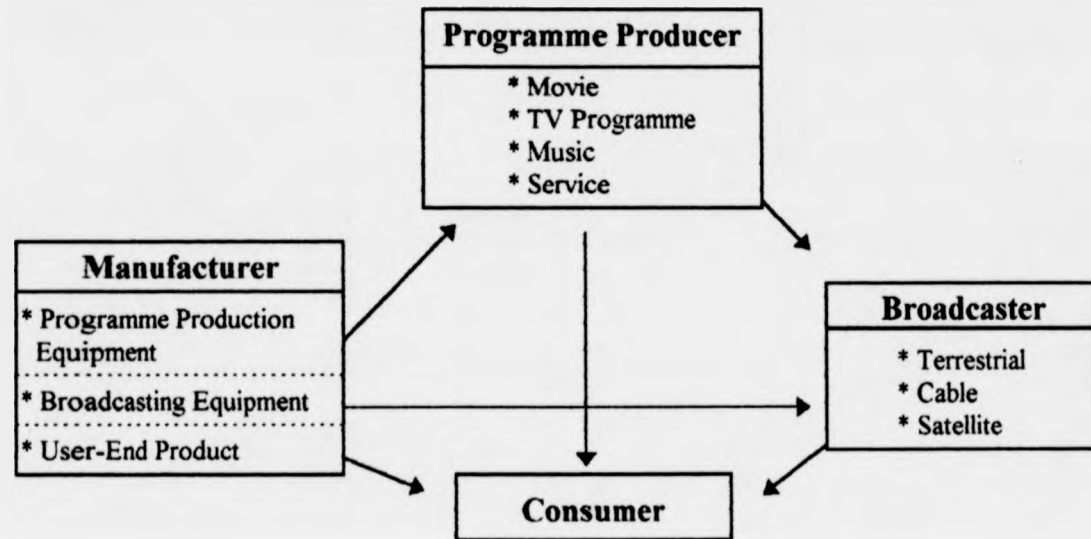 Programme Producer
* Movie
* TV Programme
* Music
* Service
Manufacturer
* Programme Production
Equipment
* Broadcasting Equipment
* User-End Product
Broadcaster
* Terrestrial
* Cable
* Satellite
Consumer